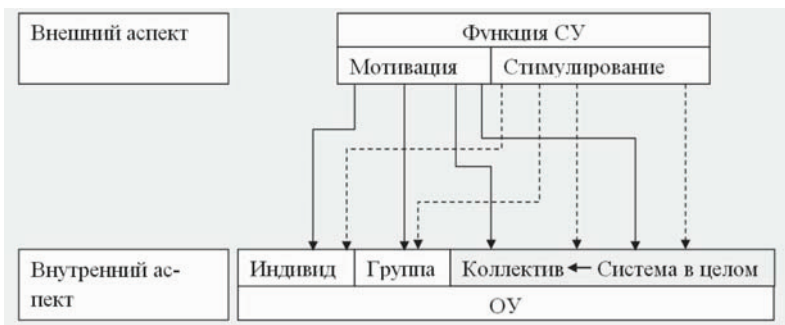 Внешний аспект
Функция СУ
Мотивация Стимулирование
Внутренний ас-
пект
Индивид Группа Коллектив Система в целом
ОУ